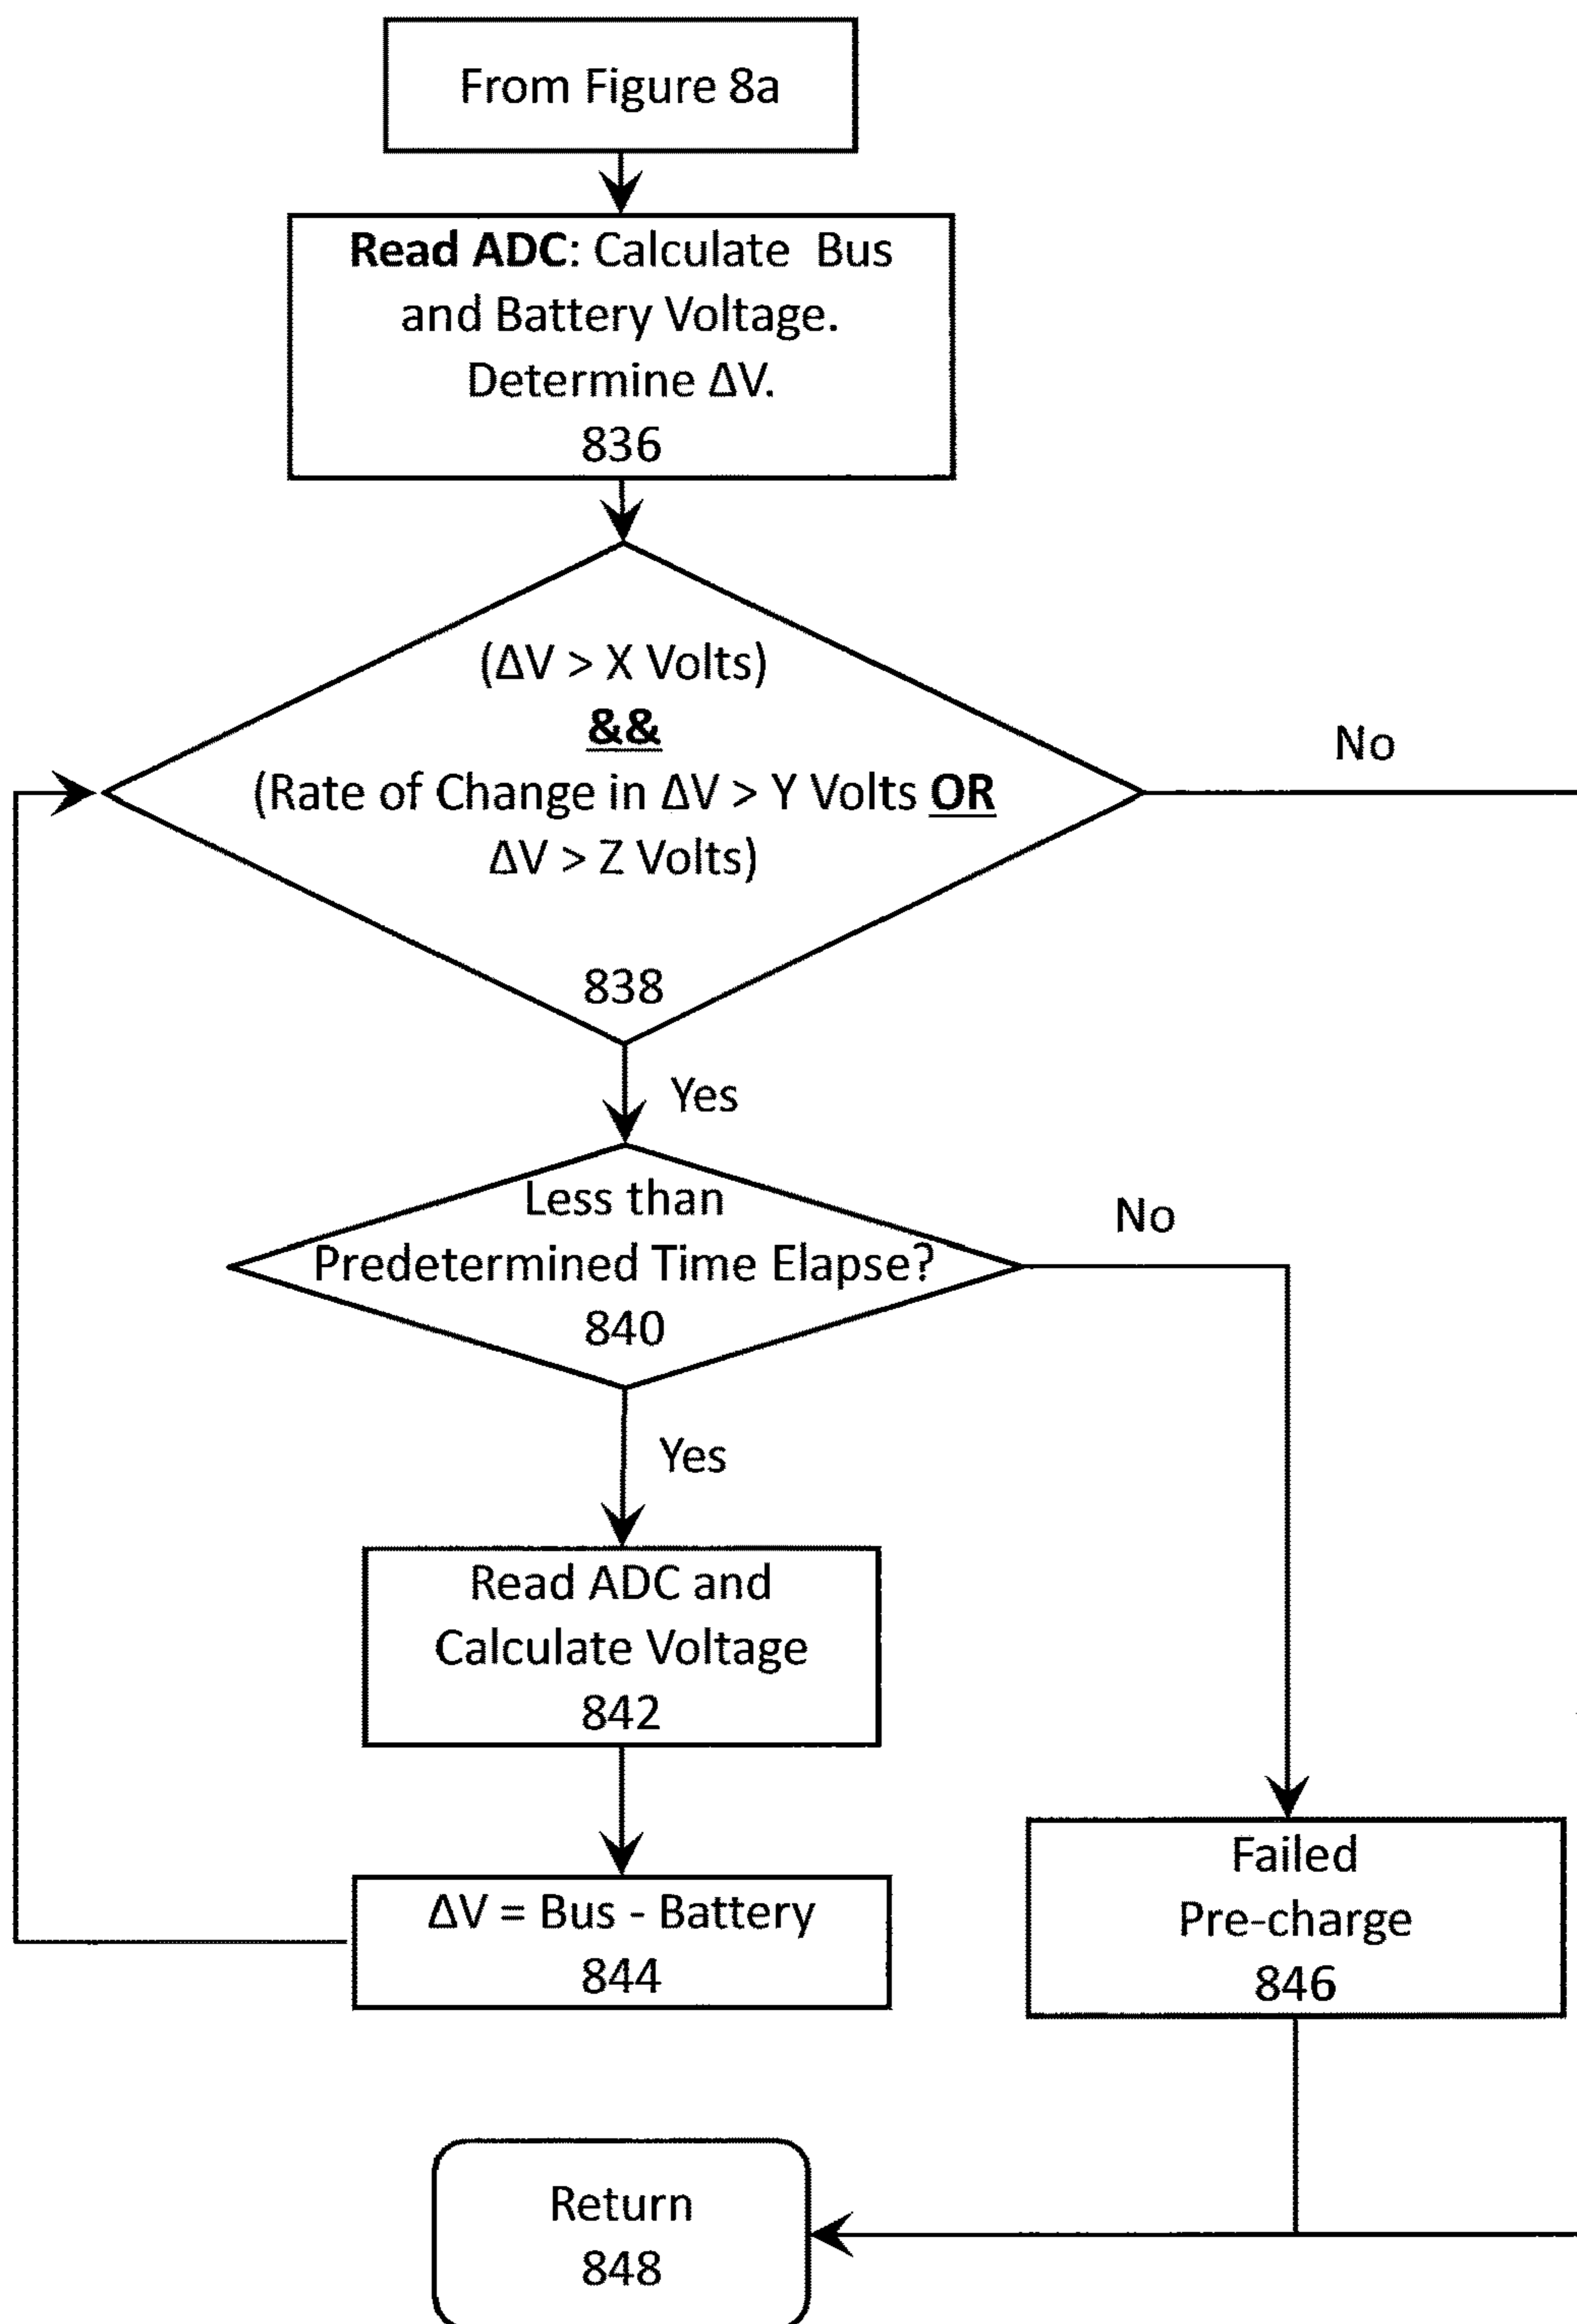 From Figure 8a
Read ADC: Calculate Bus
and Battery Voltage.
Determine ΔV.
836
(ΔV > X Volts)
&&
(Rate of Change in ΔV > Y Volts OR
ΔV > Z Volts)
No
838
Yes
Less than
Predetermined Time Elapse?
840
No
Yes
Read ADC and
Calculate Voltage
842
ΔV = Bus - Battery
844
Failed
Pre-charge
846
Return
848